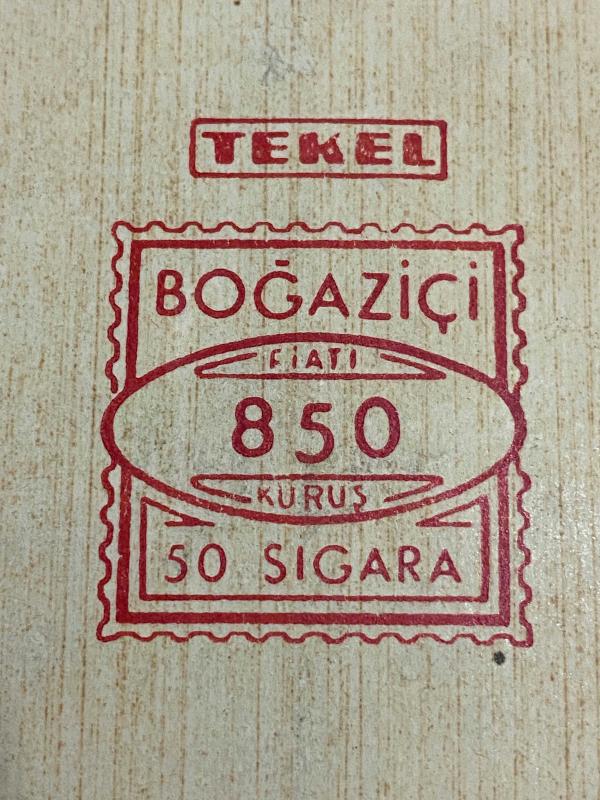 TEKEL
BOĞAZİÇİ
FİATI
850
KURUŞ
50 SIGARA